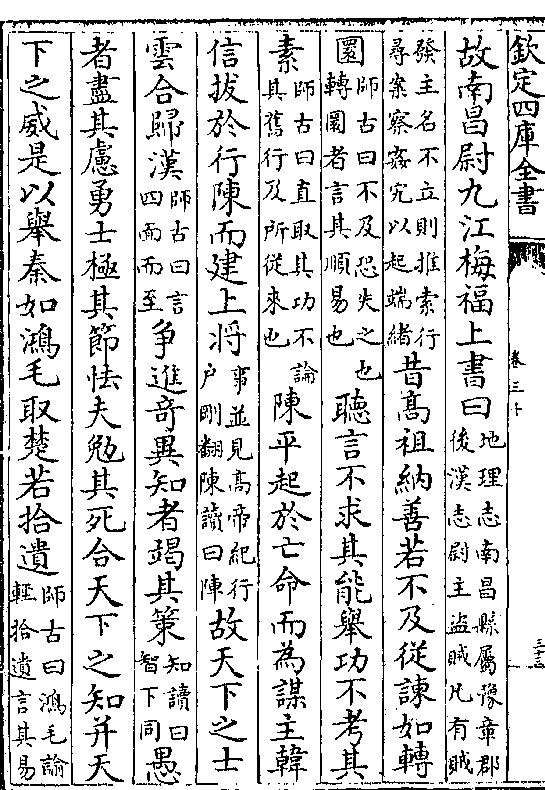 欽定四庫全書
卷三十
故南昌尉九江梅福上書曰地理志南昌縣屬豫章郡後漢志尉主盜賊凡有賊
發主名不立則推索行尋案察姦宄以起端緒昔髙祖納善若不及從諫如轉
圜師古曰不及恐失之也轉圜者言其順易也聽言不求其能舉功不考其
素師古曰直取其功不論其舊行及所從來也陳平起於亡命而為謀主韓
信拔於行陳而建上将事並見髙帝紀行户剛翻陳讀曰陣故天下之士
雲合歸漢師古曰言四面而至爭進奇異知者竭其策知讀曰智下同愚
者盡其慮勇士極其節怯夫勉其死合天下之知并天
下之威是以舉秦如鴻毛取楚若拾遺師古曰鴻毛論輕拾遺言其易